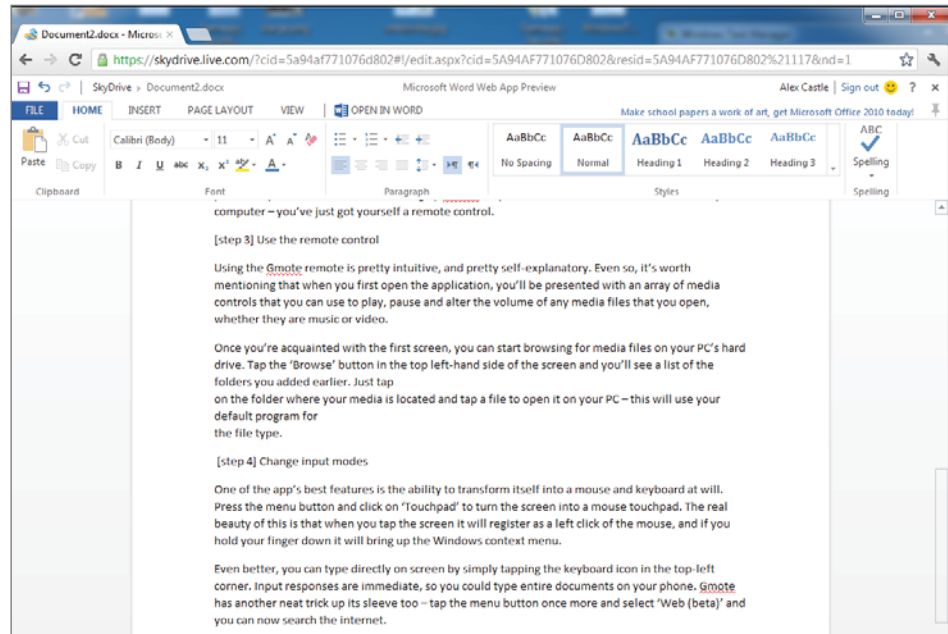 Document2.docx - Micros
https://skydrive.live.com/?cid=5a94af771076d802#!/edit.aspx?cid=5A94AF771076D802&resid=5A94AF771076D802%21117&nd=1
SkyDrive ▸ Document2.docx Microsoft Word Web App Preview Alex Castle | Sign out ?
FILE HOME INSERT PAGE LAYOUT VIEW OPEN IN WORD Make school papers a work of art, get Microsoft Office 2010 today!
Paste Cut Copy
Calibri (Body) 11
B I U abc x₂ x² ab A
AaBbCc AaBbCc AaBbCc AaBbCc AaBbCc ABC
No Spacing Normal Heading 1 Heading 2 Heading 3 Spelling
Clipboard Font Paragraph Styles Spelling
computer – you've just got yourself a remote control.
[step 3] Use the remote control
Using the Gmote remote is pretty intuitive, and pretty self-explanatory. Even so, it's worth
mentioning that when you first open the application, you'll be presented with an array of media
controls that you can use to play, pause and alter the volume of any media files that you open,
whether they are music or video.
Once you're acquainted with the first screen, you can start browsing for media files on your PC's hard
drive. Tap the 'Browse' button in the top left-hand side of the screen and you'll see a list of the
folders you added earlier. Just tap
on the folder where your media is located and tap a file to open it on your PC – this will use your
default program for
the file type.
[step 4] Change input modes
One of the app's best features is the ability to transform itself into a mouse and keyboard at will.
Press the menu button and click on 'Touchpad' to turn the screen into a mouse touchpad. The real
beauty of this is that when you tap the screen it will register as a left click of the mouse, and if you
hold your finger down it will bring up the Windows context menu.
Even better, you can type directly on screen by simply tapping the keyboard icon in the top-left
corner. Input responses are immediate, so you could type entire documents on your phone. Gmote
has another neat trick up its sleeve too – tap the menu button once more and select 'Web (beta)' and
you can now search the internet.